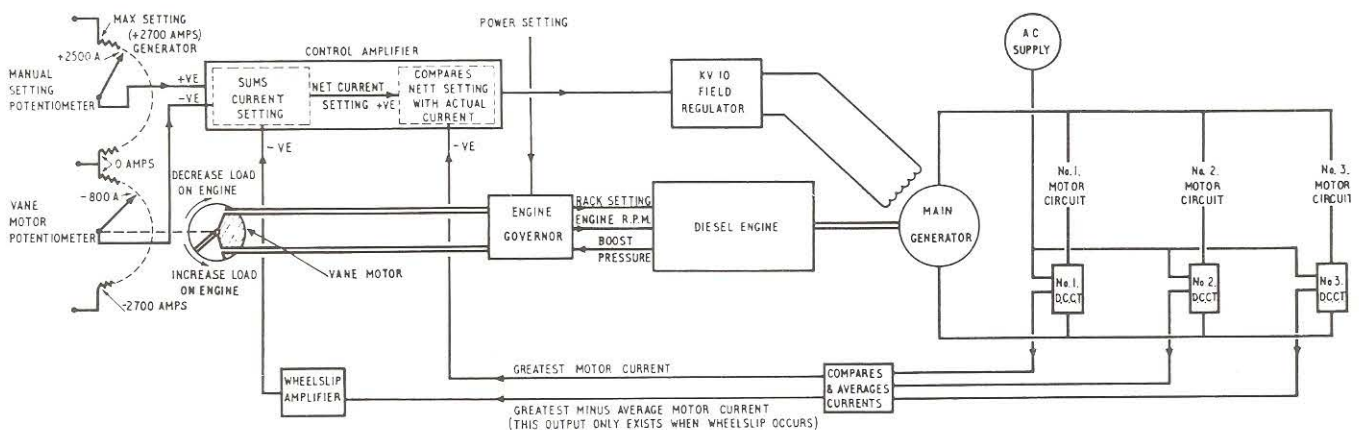 MAX SETTING
(+2700 AMPS)
GENERATOR
+2500 A
MANUAL
SETTING
POTENTIOMETER
+VE
-VE
CONTROL AMPLIFIER
SUMS
CURRENT
SETTING
NET CURRENT
SETTING +VE
COMPARES
NETT SETTING
WITH ACTUAL
CURRENT
POWER SETTING
KV 10
FIELD
REGULATOR
AC
SUPPLY
0 AMPS
-800 A
VANE
MOTOR
POTENTIOMETER
-2700 AMPS
DECREASE LOAD
ON ENGINE
INCREASE LOAD
ON ENGINE
VANE MOTOR
- VE
- VE
ENGINE
GOVERNOR
RACK SETTING
ENGINE R.P.M.
BOOST
PRESSURE
DIESEL ENGINE
MAIN
GENERATOR
No. 1,
MOTOR
CIRCUIT
No. 2.
MOTOR
CIRCUIT
No. 3.
MOTOR
CIRCUIT
No. 1,
D.C.C.T.
No. 2,
D.C.C.T.
No 3.
D.C.C.T.
WHEELSLIP
AMPLIFIER
GREATEST MOTOR CURRENT
GREATEST MINUS AVERAGE MOTOR CURRENT
(THIS OUTPUT ONLY EXISTS WHEN WHEELSLIP OCCURS)
COMPARES
& AVERAGES
CURRENTS